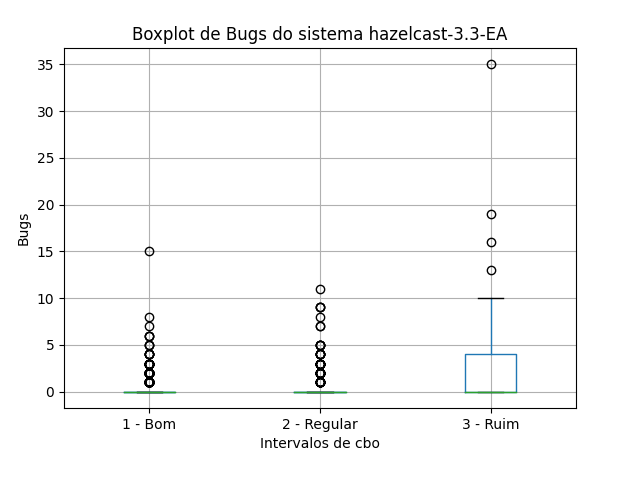 Boxplot de Bugs do sistema hazelcast-3.3-EA
35
30
25
20
15
10
5
0
Bugs
1 - Bom
2 - Regular
3 - Ruim
Intervalos de cbo